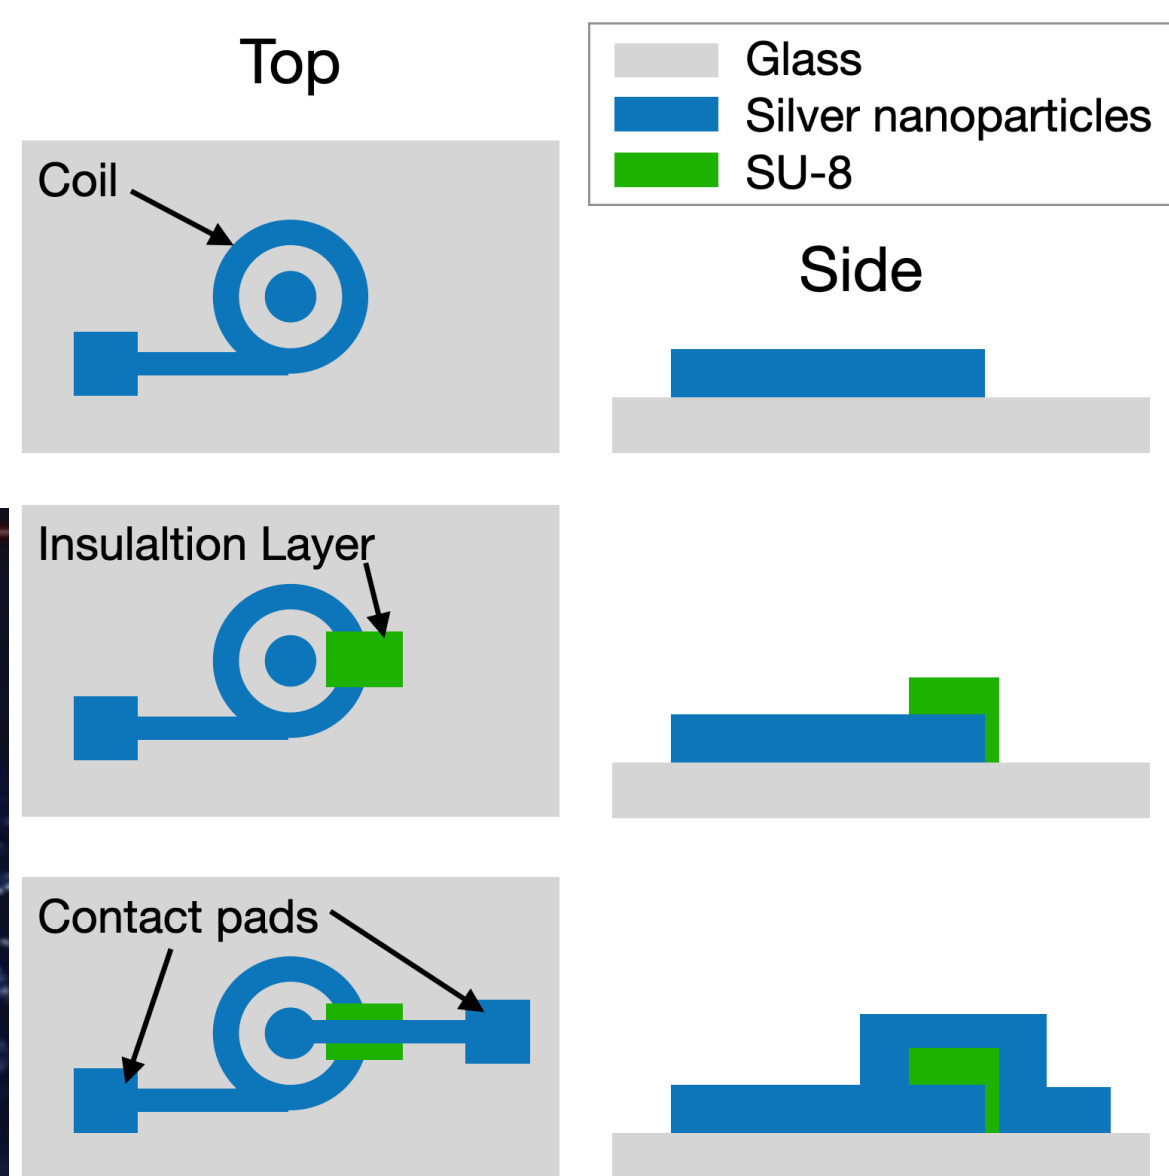 Top
Glass
Silver nanoparticles
SU-8
Coil
Side
Insulaltion Layer
Contact pads